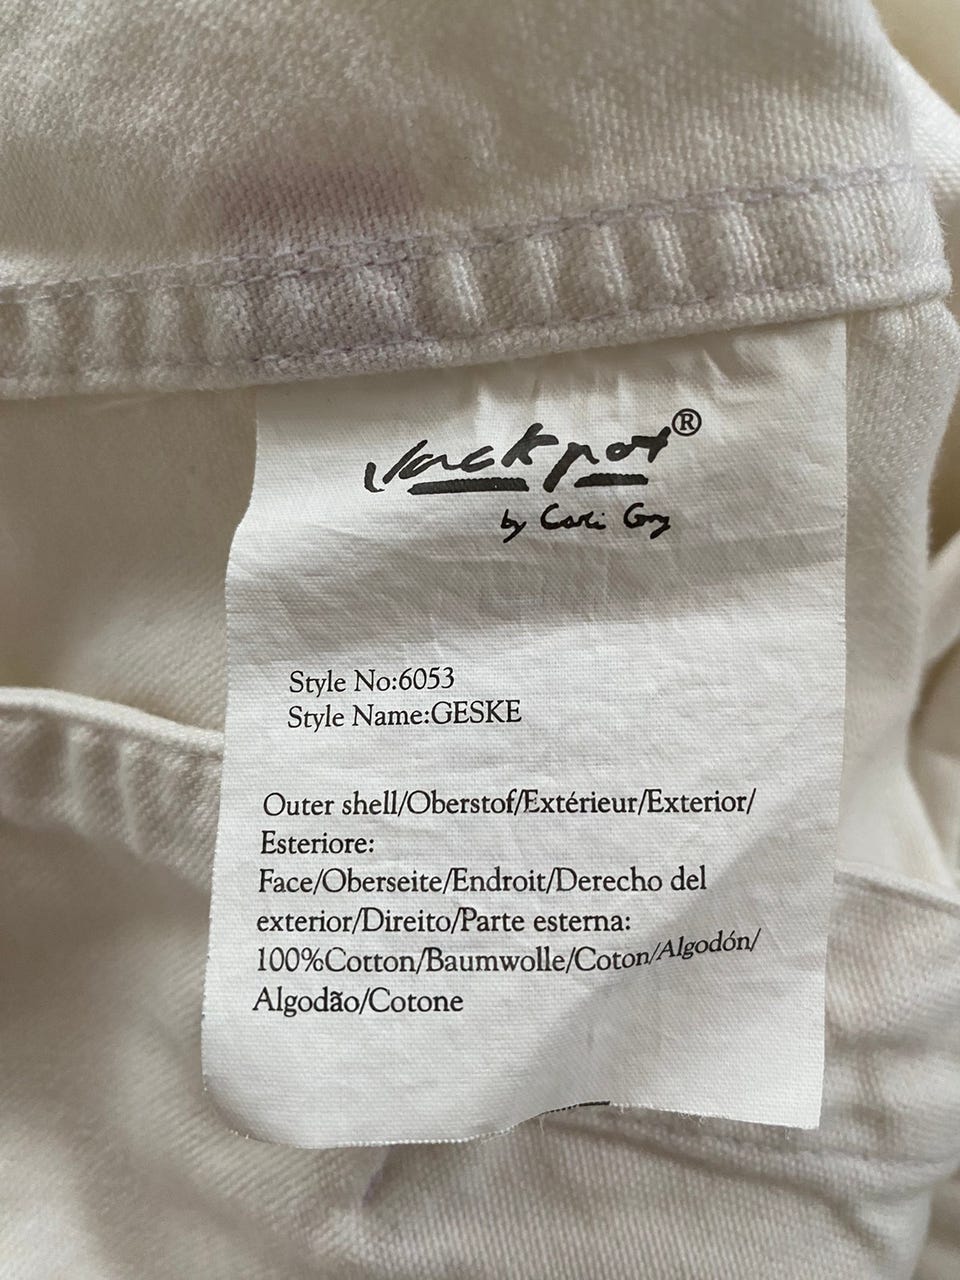 Jackpot®
by Carli Gry
Style No:6053
Style Name:GESKE
Outer shell/Oberstof/Extérieur/Exterior/
Esteriore:
Face/Oberseite/Endroit/Derecho del
exterior/Direito/Parte esterna:
100%Cotton/Baumwolle/Coton/Algodón/
Algodão/Cotone